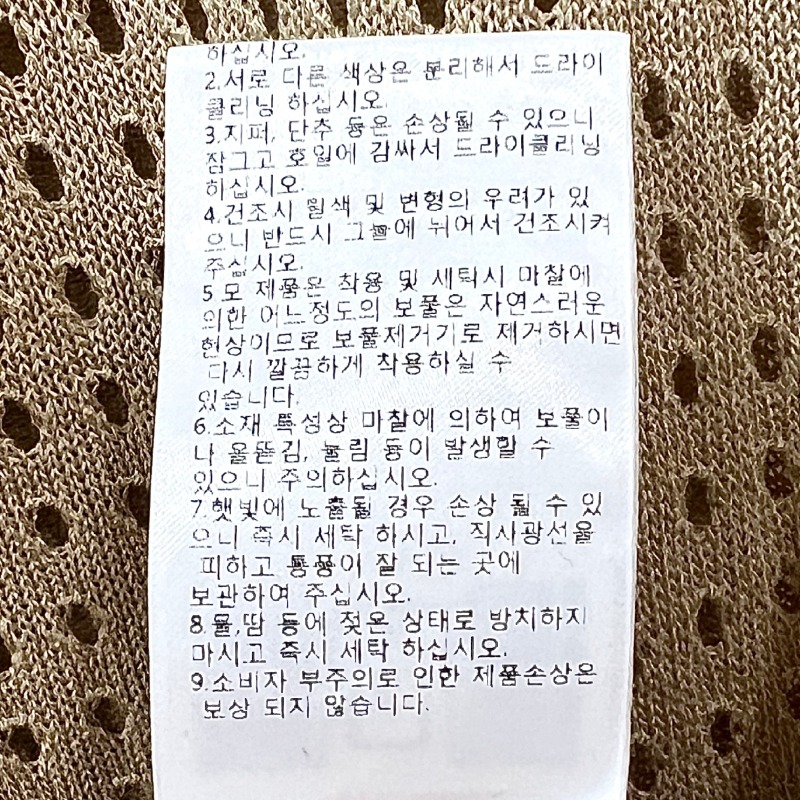 하십시오.
2.서로 다른 색상은 분리해서 드라이
클리닝 하십시오.
3.지퍼, 단추 등은 손상될 수 있으니
잠그고 호일에 감싸서 드라이클리닝
하십시오.
4.건조시 탈색 및 변형의 우려가 있
으니 반드시 그늘에 뉘어서 건조시켜
주십시오.
5.모 제품은 착용 및 세탁시 마찰에
의한 어느정도의 보풀은 자연스러운
현상이므로 보풀제거기로 제거하시면
다시 깔끔하게 착용하실 수
있습니다.
6.소재 특성상 마찰에 의하여 보풀이
나 올뜯김, 눌림 등이 발생할 수
있으니 주의하십시오.
7.햇빛에 노출될 경우 손상 될 수 있
으니 즉시 세탁 하시고, 직사광선을
피하고 통풍이 잘 되는 곳에
보관하여 주십시오.
8.물,땀 등에 젖은 상태로 방치하지
마시고 즉시 세탁 하십시오.
9.소비자 부주의로 인한 제품손상은
보상 되지 않습니다.